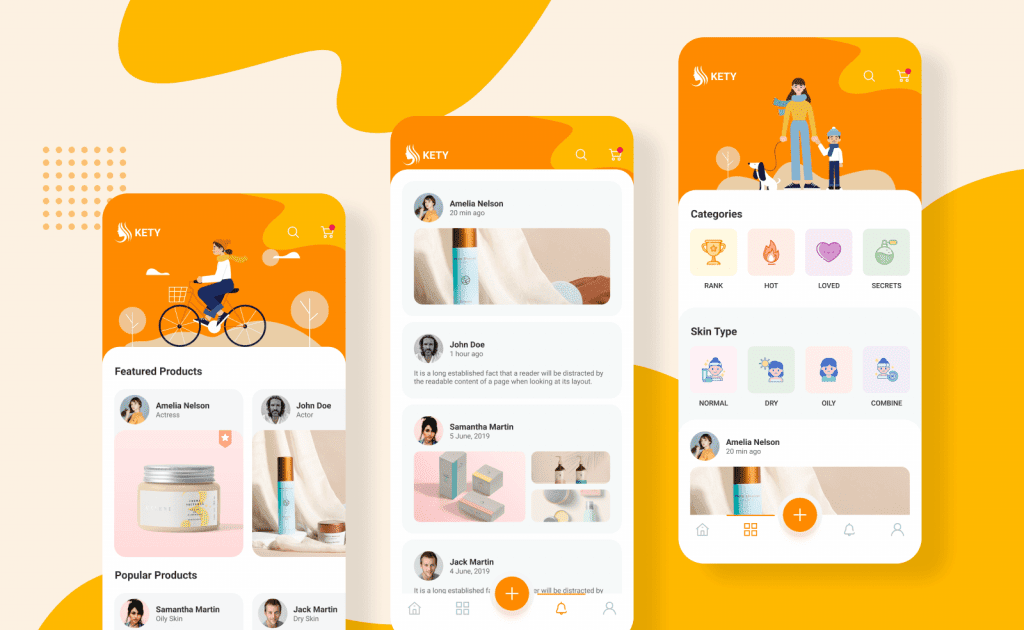 KETY
Featured Products
Amelia Nelson
Actress
John Doe
Actor
Popular Products
Samantha Martin
Oily Skin
Jack Martin
Dry Skin
KETY
Amelia Nelson
20 min ago
John Doe
1 hour ago
It is a long established fact that a reader will be distracted by
the readable content of a page when looking at its layout.
Samantha Martin
5 June, 2019
Jack Martin
4 June, 2019
It is a long established fact
er will be distracted by
KETY
Categories
RANK
HOT
LOVED
SECRETS
Skin Type
NORMAL
DRY
OILY
COMBINE
Amelia Nelson
20 min ago